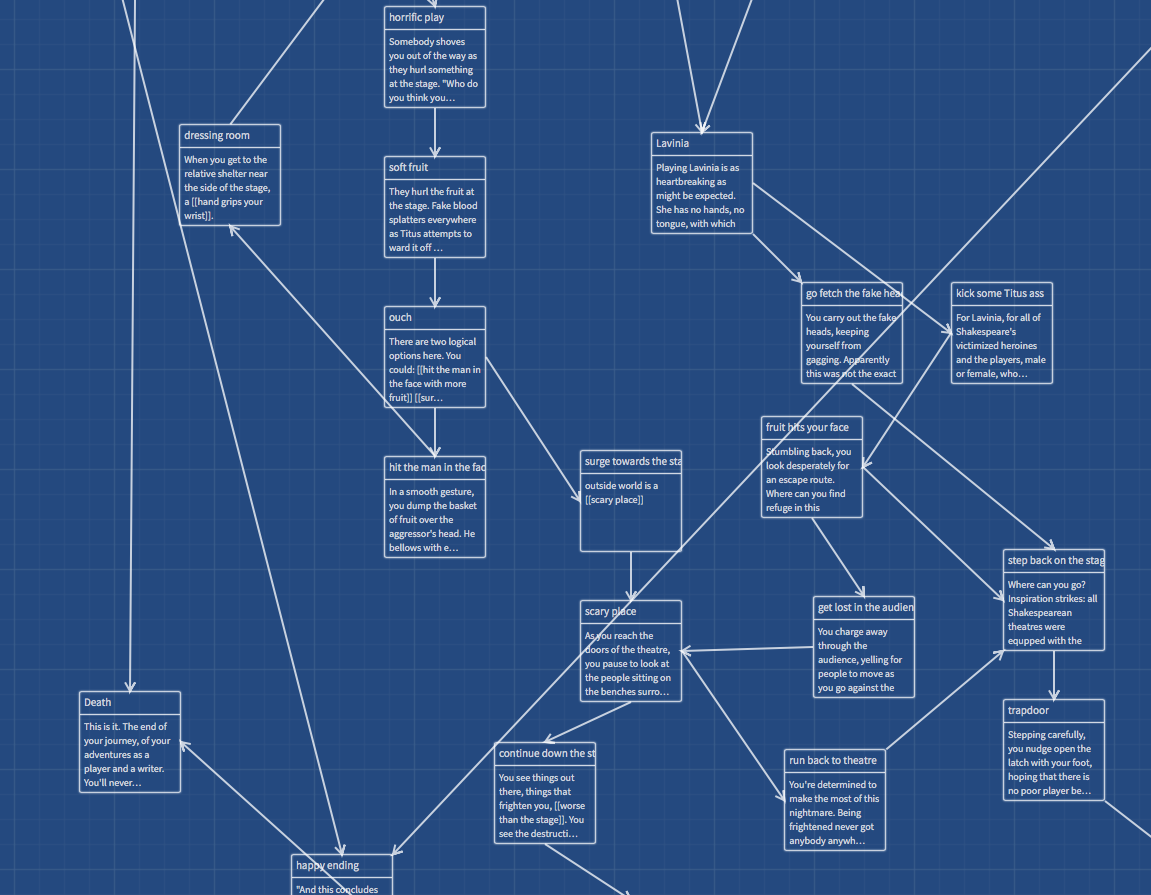 horrific play
Somebody shoves
you out of the way as
they hurl something
at the stage. "Who do
you think you...
dressing room
When you get to the
relative shelter near
the side of the stage,
a [[hand grips your
wrist]].
soft fruit
They hurl the fruit at
the stage. Fake blood
splatters everywhere
as Titus attempts to
ward it off ...
Lavinia
Playing Lavinia is as
heartbreaking as
might be expected.
She has no hands, no
tongue, with which
go fetch the fake hea
You carry out the fake
heads, keeping
yourself from
gagging. Apparently
this was not the exact
kick some Titus ass
For Lavinia, for all of
Shakespeare's
victimized heroines
and the players, male
or female, who...
ouch
There are two logical
options here. You
could: [[hit the man in
the face with more
fruit]] [[sur...
fruit hits your face
Stumbling back, you
look desperately for
an escape route.
Where can you find
refuge in this
hit the man in the fac
In a smooth gesture,
you dump the basket
of fruit over the
aggressor's head. He
bellows with e...
surge towards the sta
outside world is a
[[scary place]]
step back on the stag
Where can you go?
Inspiration strikes: all
Shakespearean
theatres were
equpped with the
scary place
As you reach the
doors of the theatre,
you pause to look at
the people sitting on
the benches surro...
get lost in the audien
You charge away
through the
audience, yelling for
people to move as
you go against the
Death
This is it. The end of
your journey, of your
adventures as a
player and a writer.
You'll never...
trapdoor
Stepping carefully,
you nudge open the
latch with your foot,
hoping that there is
no poor player be...
continue down the st
You see things out
there, things that
frighten you, [[worse
than the stage]]. You
see the destructi...
run back to theatre
You're determined to
make the most of this
nightmare. Being
frightened never got
anybody anywh...
happy ending
"And this concludes